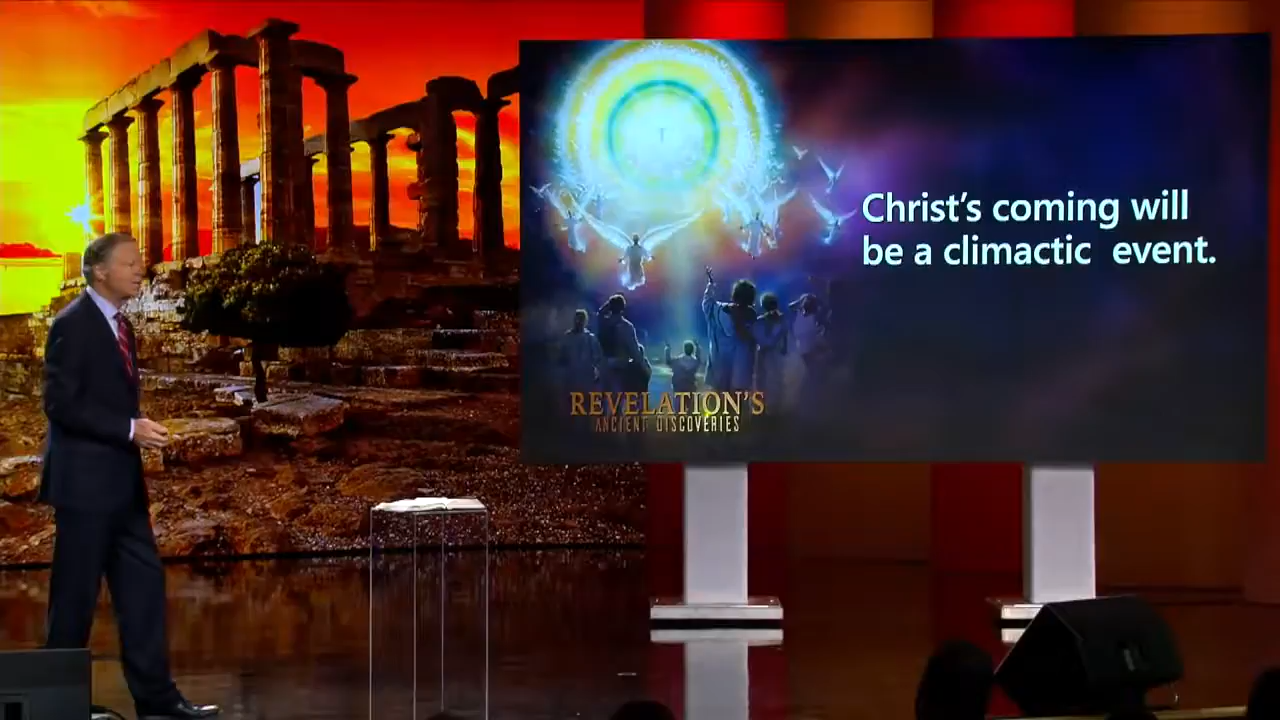 Christ's coming will
be a climactic event.
REVELATION'S
ANCIENT DISCOVERIES